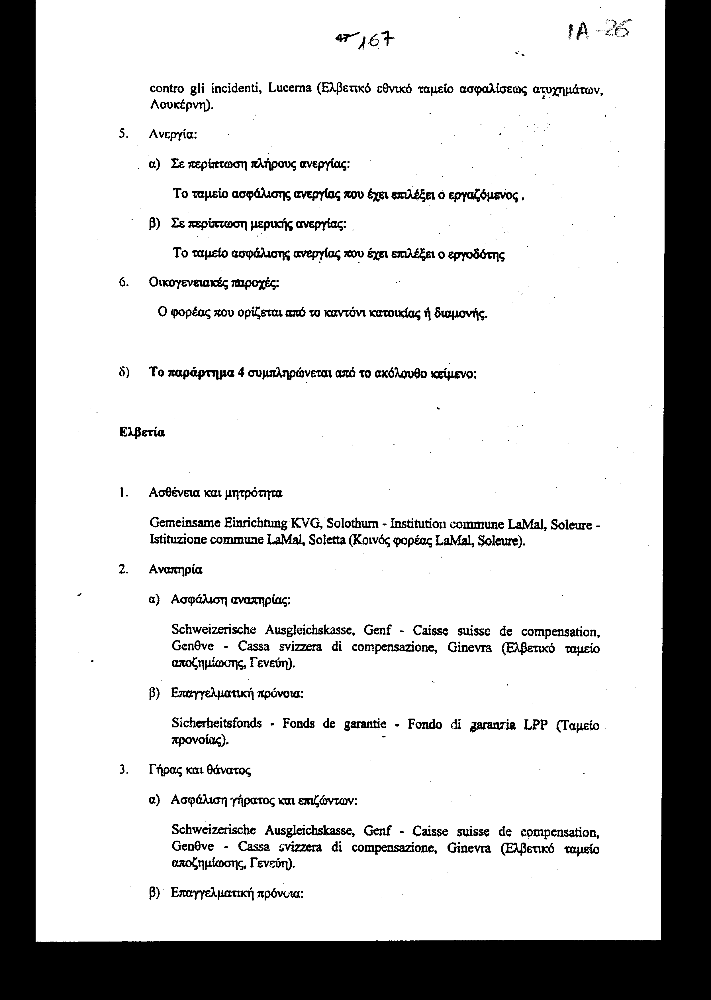 47 167
1A-26
contro gli incidenti, Lucerna (Ελβετικό εθνικό ταμείο ασφαλίσεως ατυχημάτων,
Λουκέρνη).
5. Ανεργία:
α) Σε περίπτωση πλήρους ανεργίας:
Το ταμείο ασφάλισης ανεργίας που έχει επιλέξει ο εργαζόμενος .
β) Σε περίπτωση μερικής ανεργίας:
Το ταμείο ασφάλισης ανεργίας που έχει επιλέξει ο εργοδότης
6. Οικογενειακές παροχές:
Ο φορέας που ορίζεται από το καντόνι κατοικίας ή διαμονής.
δ) Το παράρτημα 4 συμπληρώνεται από το ακόλουθο κείμενο:
Ελβετία
1. Ασθένεια και μητρότητα
Gemeinsame Einrichtung KVG, Solothurn - Institution commune LaMal, Soleure -
Istituzione commune LaMal, Soletta (Κοινός φορέας LaMal, Soleure).
2. Αναπηρία
α) Ασφάλιση αναπηρίας:
Schweizerische Ausgleichskasse, Genf - Caisse suisse de compensation,
Genθve - Cassa svizzera di compensazione, Ginevra (Ελβετικό ταμείο
αποζημίωσης, Γενεύη).
β) Επαγγελματική πρόνοια:
Sicherheitsfonds - Fonds de garantie - Fondo di garanzia LPP (Ταμείο
προνοίας).
3. Γήρας και θάνατος
α) Ασφάλιση γήρατος και επιζώντων:
Schweizerische Ausgleichskasse, Genf - Caisse suisse de compensation,
Genθve - Cassa svizzera di compensazione, Ginevra (Ελβετικό ταμείο
αποζημίωσης, Γενεύη).
β) Επαγγελματική πρόνοια: